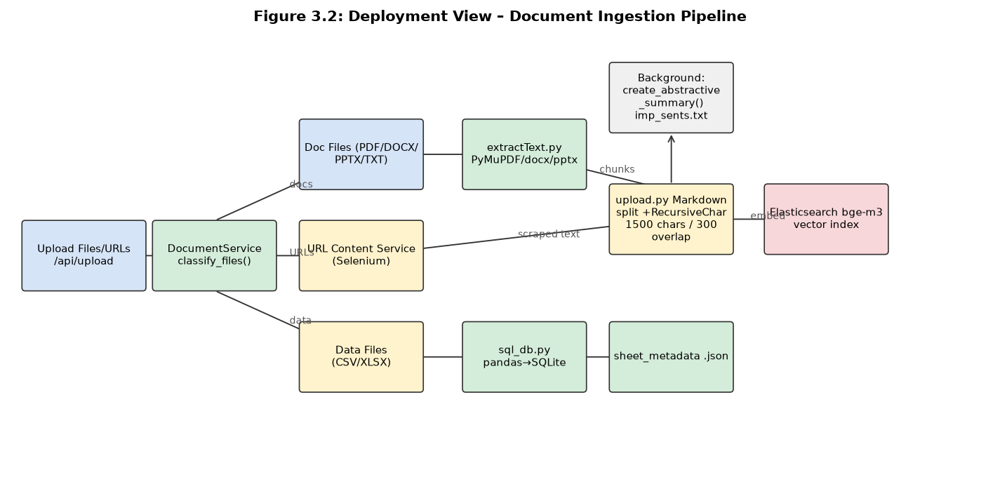 Figure 3.2: Deployment View – Document Ingestion Pipeline
Background:
create_abstractive
_summary()
imp_sents.txt
Doc Files (PDF/DOCX/
PPTX/TXT)
extractText.py
PyMuPDF/docx/pptx
chunks
docs
upload.py Markdown
split +RecursiveChar
1500 chars / 300
overlap
embed
Elasticsearch bge-m3
vector index
scraped text
Upload Files/URLs
/api/upload
DocumentService
classify_files()
URLs
URL Content Service
(Selenium)
data
Data Files
(CSV/XLSX)
sql_db.py
pandas→SQLite
sheet_metadata .json